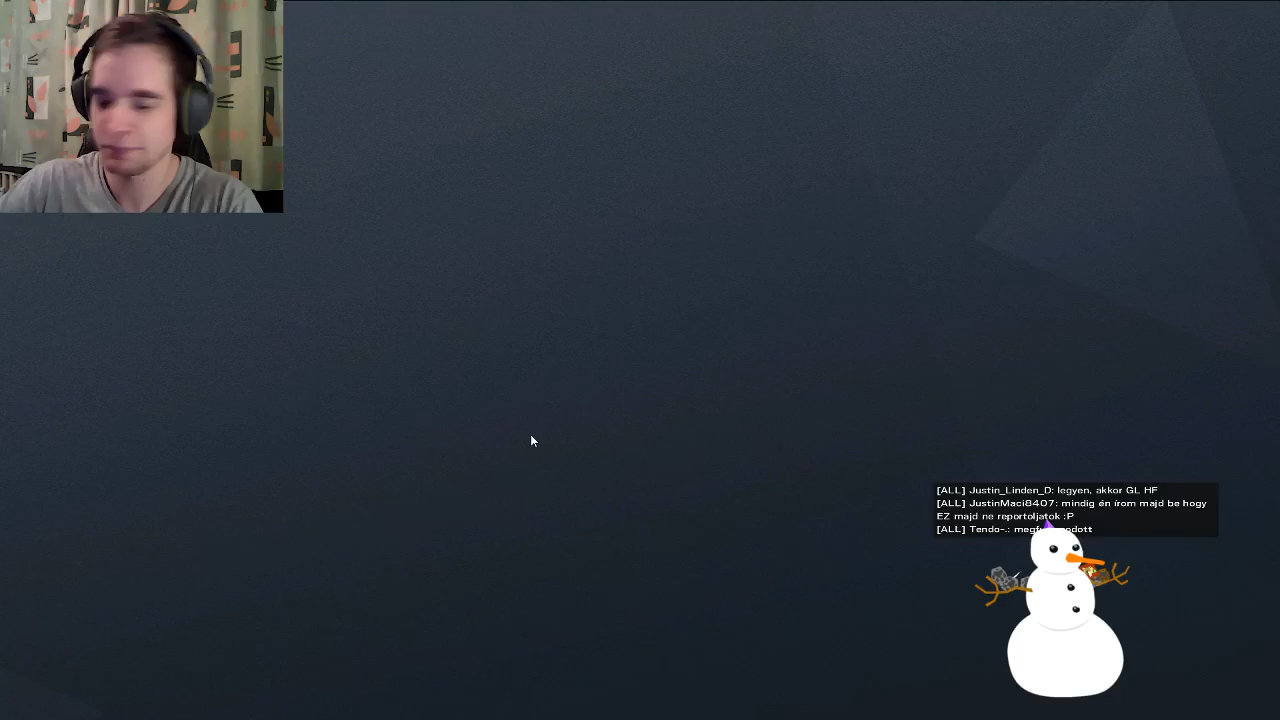 [ALL] Justin_Linden_D: legyen, akkor GL HF
[ALL] JustinMaci8407: mindig én írom majd be hogy
EZ majd ne reportoljatok :P
[ALL] Tendo-.: